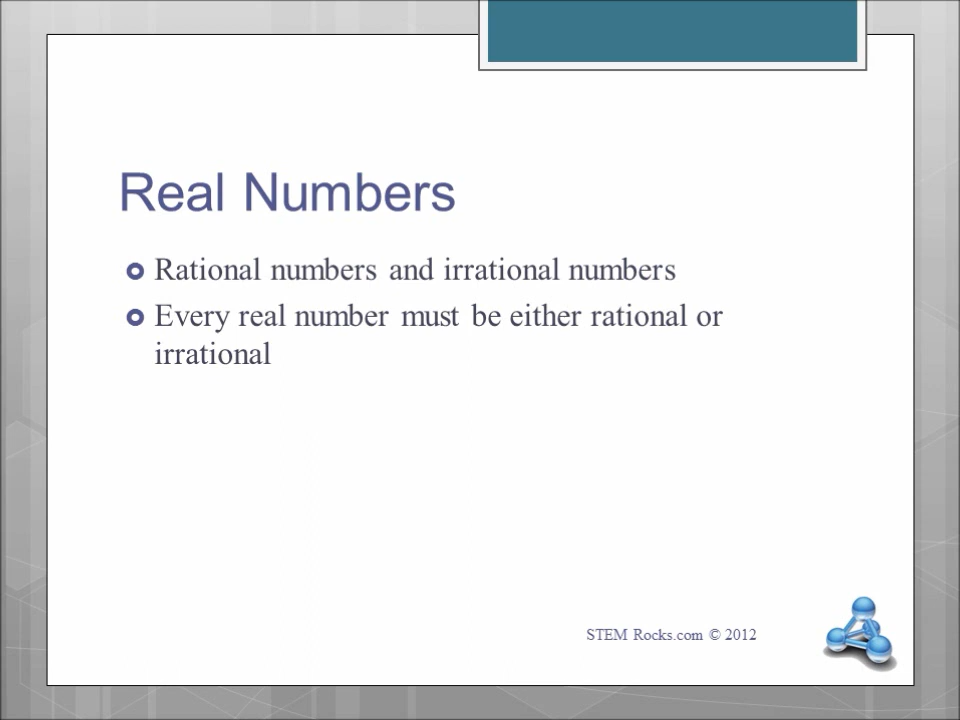 Real Numbers
Rational numbers and irrational numbers
Every real number must be either rational or
irrational
STEM Rocks.com © 2012